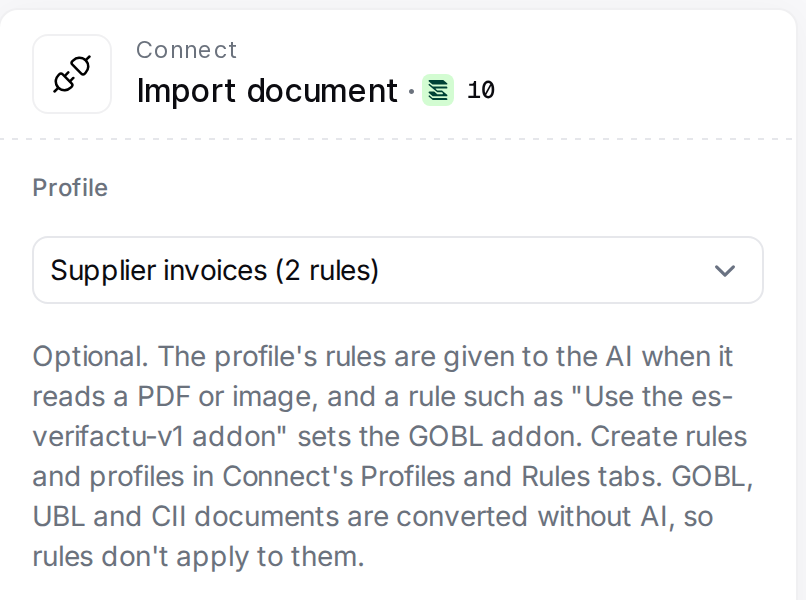 Connect
Import document · 10
Profile
Supplier invoices (2 rules)
Optional. The profile's rules are given to the AI when it
reads a PDF or image, and a rule such as "Use the es-
verifactu-v1 addon" sets the GOBL addon. Create rules
and profiles in Connect's Profiles and Rules tabs. GOBL,
UBL and CII documents are converted without AI, so
rules don't apply to them.